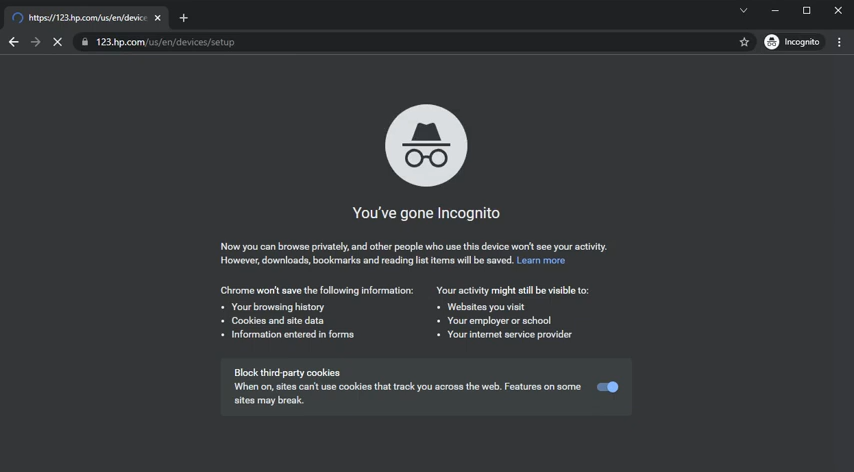 https://123.hp.com/us/en/device
123.hp.com/us/en/devices/setup
Incognito
You've gone Incognito
Now you can browse privately, and other people who use this device won't see your activity.
However, downloads, bookmarks and reading list items will be saved. Learn more
Chrome won't save the following information:
• Your browsing history
• Cookies and site data
• Information entered in forms
Your activity might still be visible to:
• Websites you visit
• Your employer or school
• Your internet service provider
Block third-party cookies
When on, sites can't use cookies that track you across the web. Features on some
sites may break.